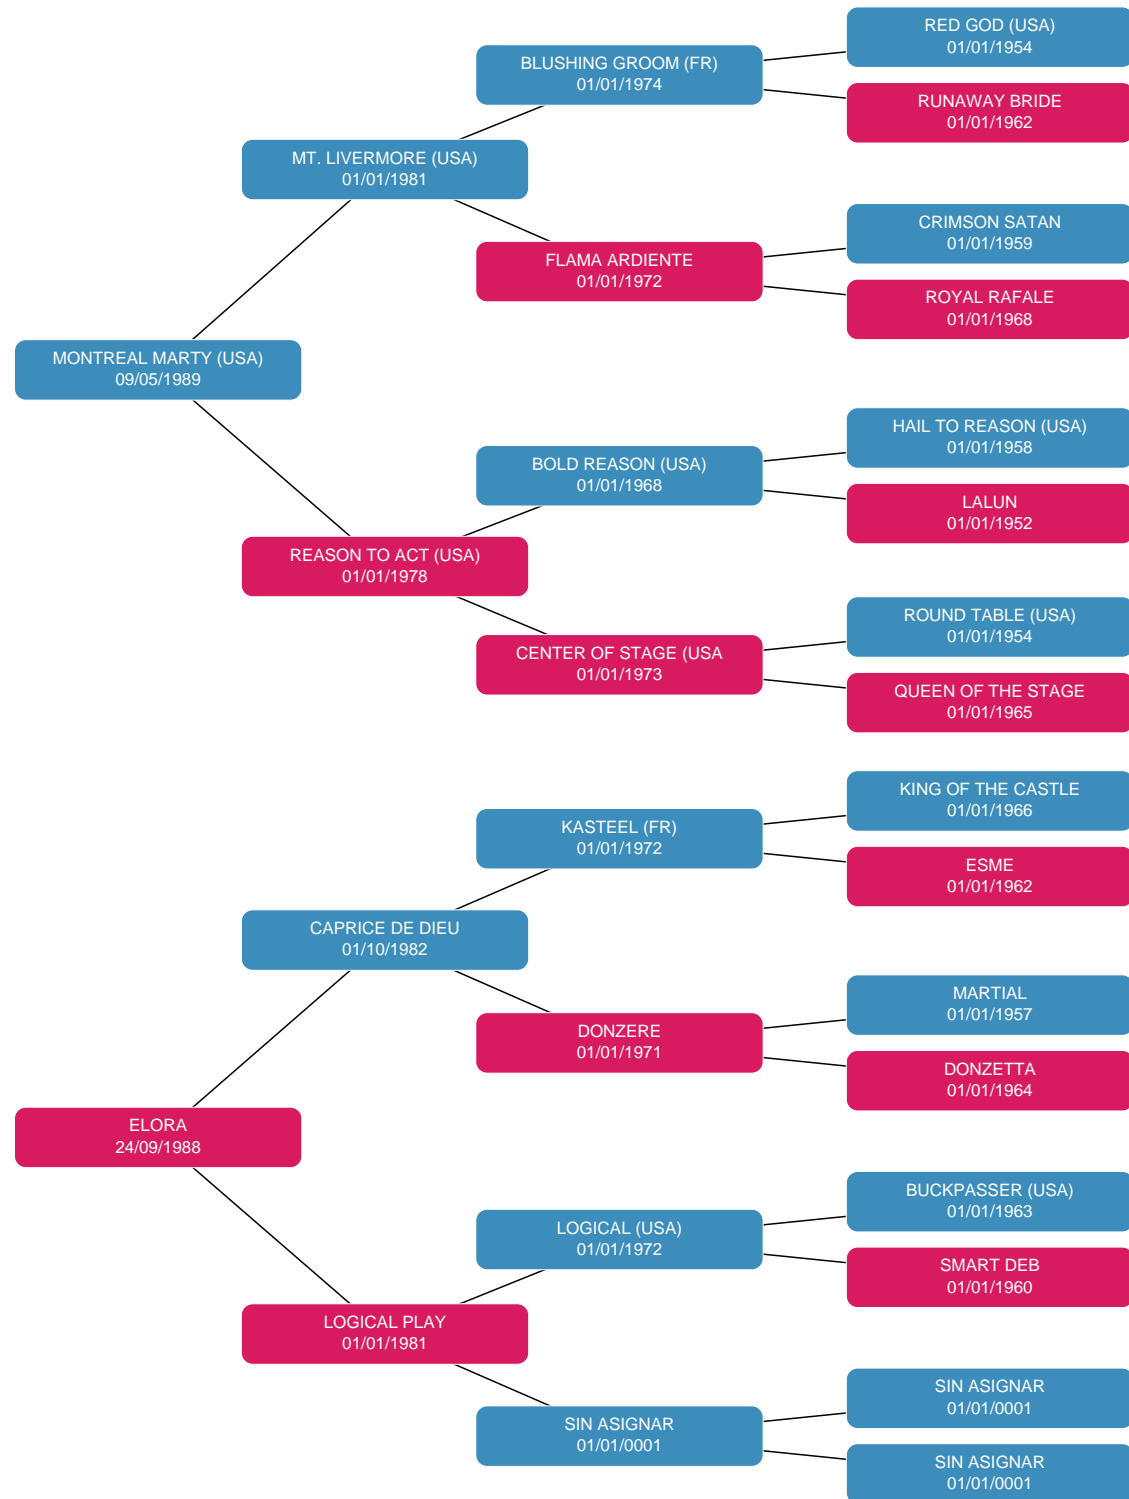 RED GOD (USA)
01/01/1954
BLUSHING GROOM (FR)
01/01/1974
RUNAWAY BRIDE
01/01/1962
MT. LIVERMORE (USA)
01/01/1981
CRIMSON SATAN
01/01/1959
FLAMA ARDIENTE
01/01/1972
ROYAL RAFALE
01/01/1968
MONTREAL MARTY (USA)
09/05/1989
HAIL TO REASON (USA)
01/01/1958
BOLD REASON (USA)
01/01/1968
LALUN
01/01/1952
REASON TO ACT (USA)
01/01/1978
ROUND TABLE (USA)
01/01/1954
CENTER OF STAGE (USA
01/01/1973
QUEEN OF THE STAGE
01/01/1965
KING OF THE CASTLE
01/01/1966
KASTEEL (FR)
01/01/1972
ESME
01/01/1962
CAPRICE DE DIEU
01/10/1982
MARTIAL
01/01/1957
DONZERE
01/01/1971
DONZETTA
01/01/1964
ELORA
24/09/1988
BUCKPASSER (USA)
01/01/1963
LOGICAL (USA)
01/01/1972
SMART DEB
01/01/1960
LOGICAL PLAY
01/01/1981
SIN ASIGNAR
01/01/0001
SIN ASIGNAR
01/01/0001
SIN ASIGNAR
01/01/0001